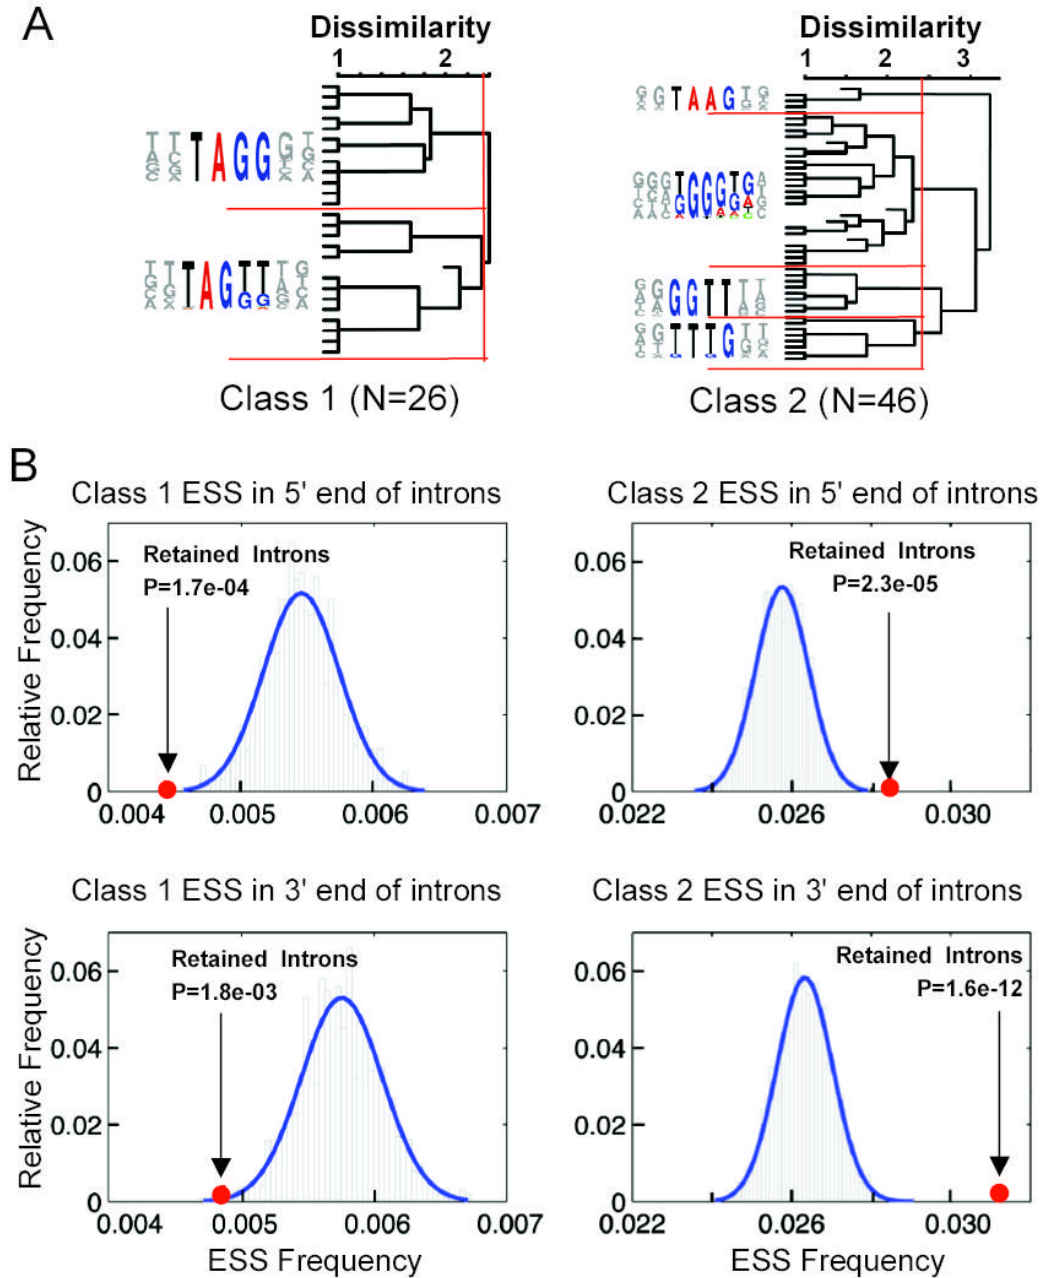 A
Dissimilarity
1 2
TAGG
TAG
Class 1 (N=26)
Dissimilarity
1 2 3
GGTAAG
GGTT
TTTG
Class 2 (N=46)
B
Class 1 ESS in 5' end of introns
Relative Frequency
0.06
0.04
0.02
0
Retained Introns
P=1.7e-04
0.004 0.005 0.006 0.007
Class 2 ESS in 5' end of introns
0.06
0.04
0.02
0
Retained Introns
P=2.3e-05
0.022 0.026 0.030
Class 1 ESS in 3' end of introns
Relative Frequency
0.06
0.04
0.02
0
Retained Introns
P=1.8e-03
0.004 0.005 0.006 0.007
ESS Frequency
Class 2 ESS in 3' end of introns
0.06
0.04
0.02
0
Retained Introns
P=1.6e-12
0.022 0.026 0.030
ESS Frequency